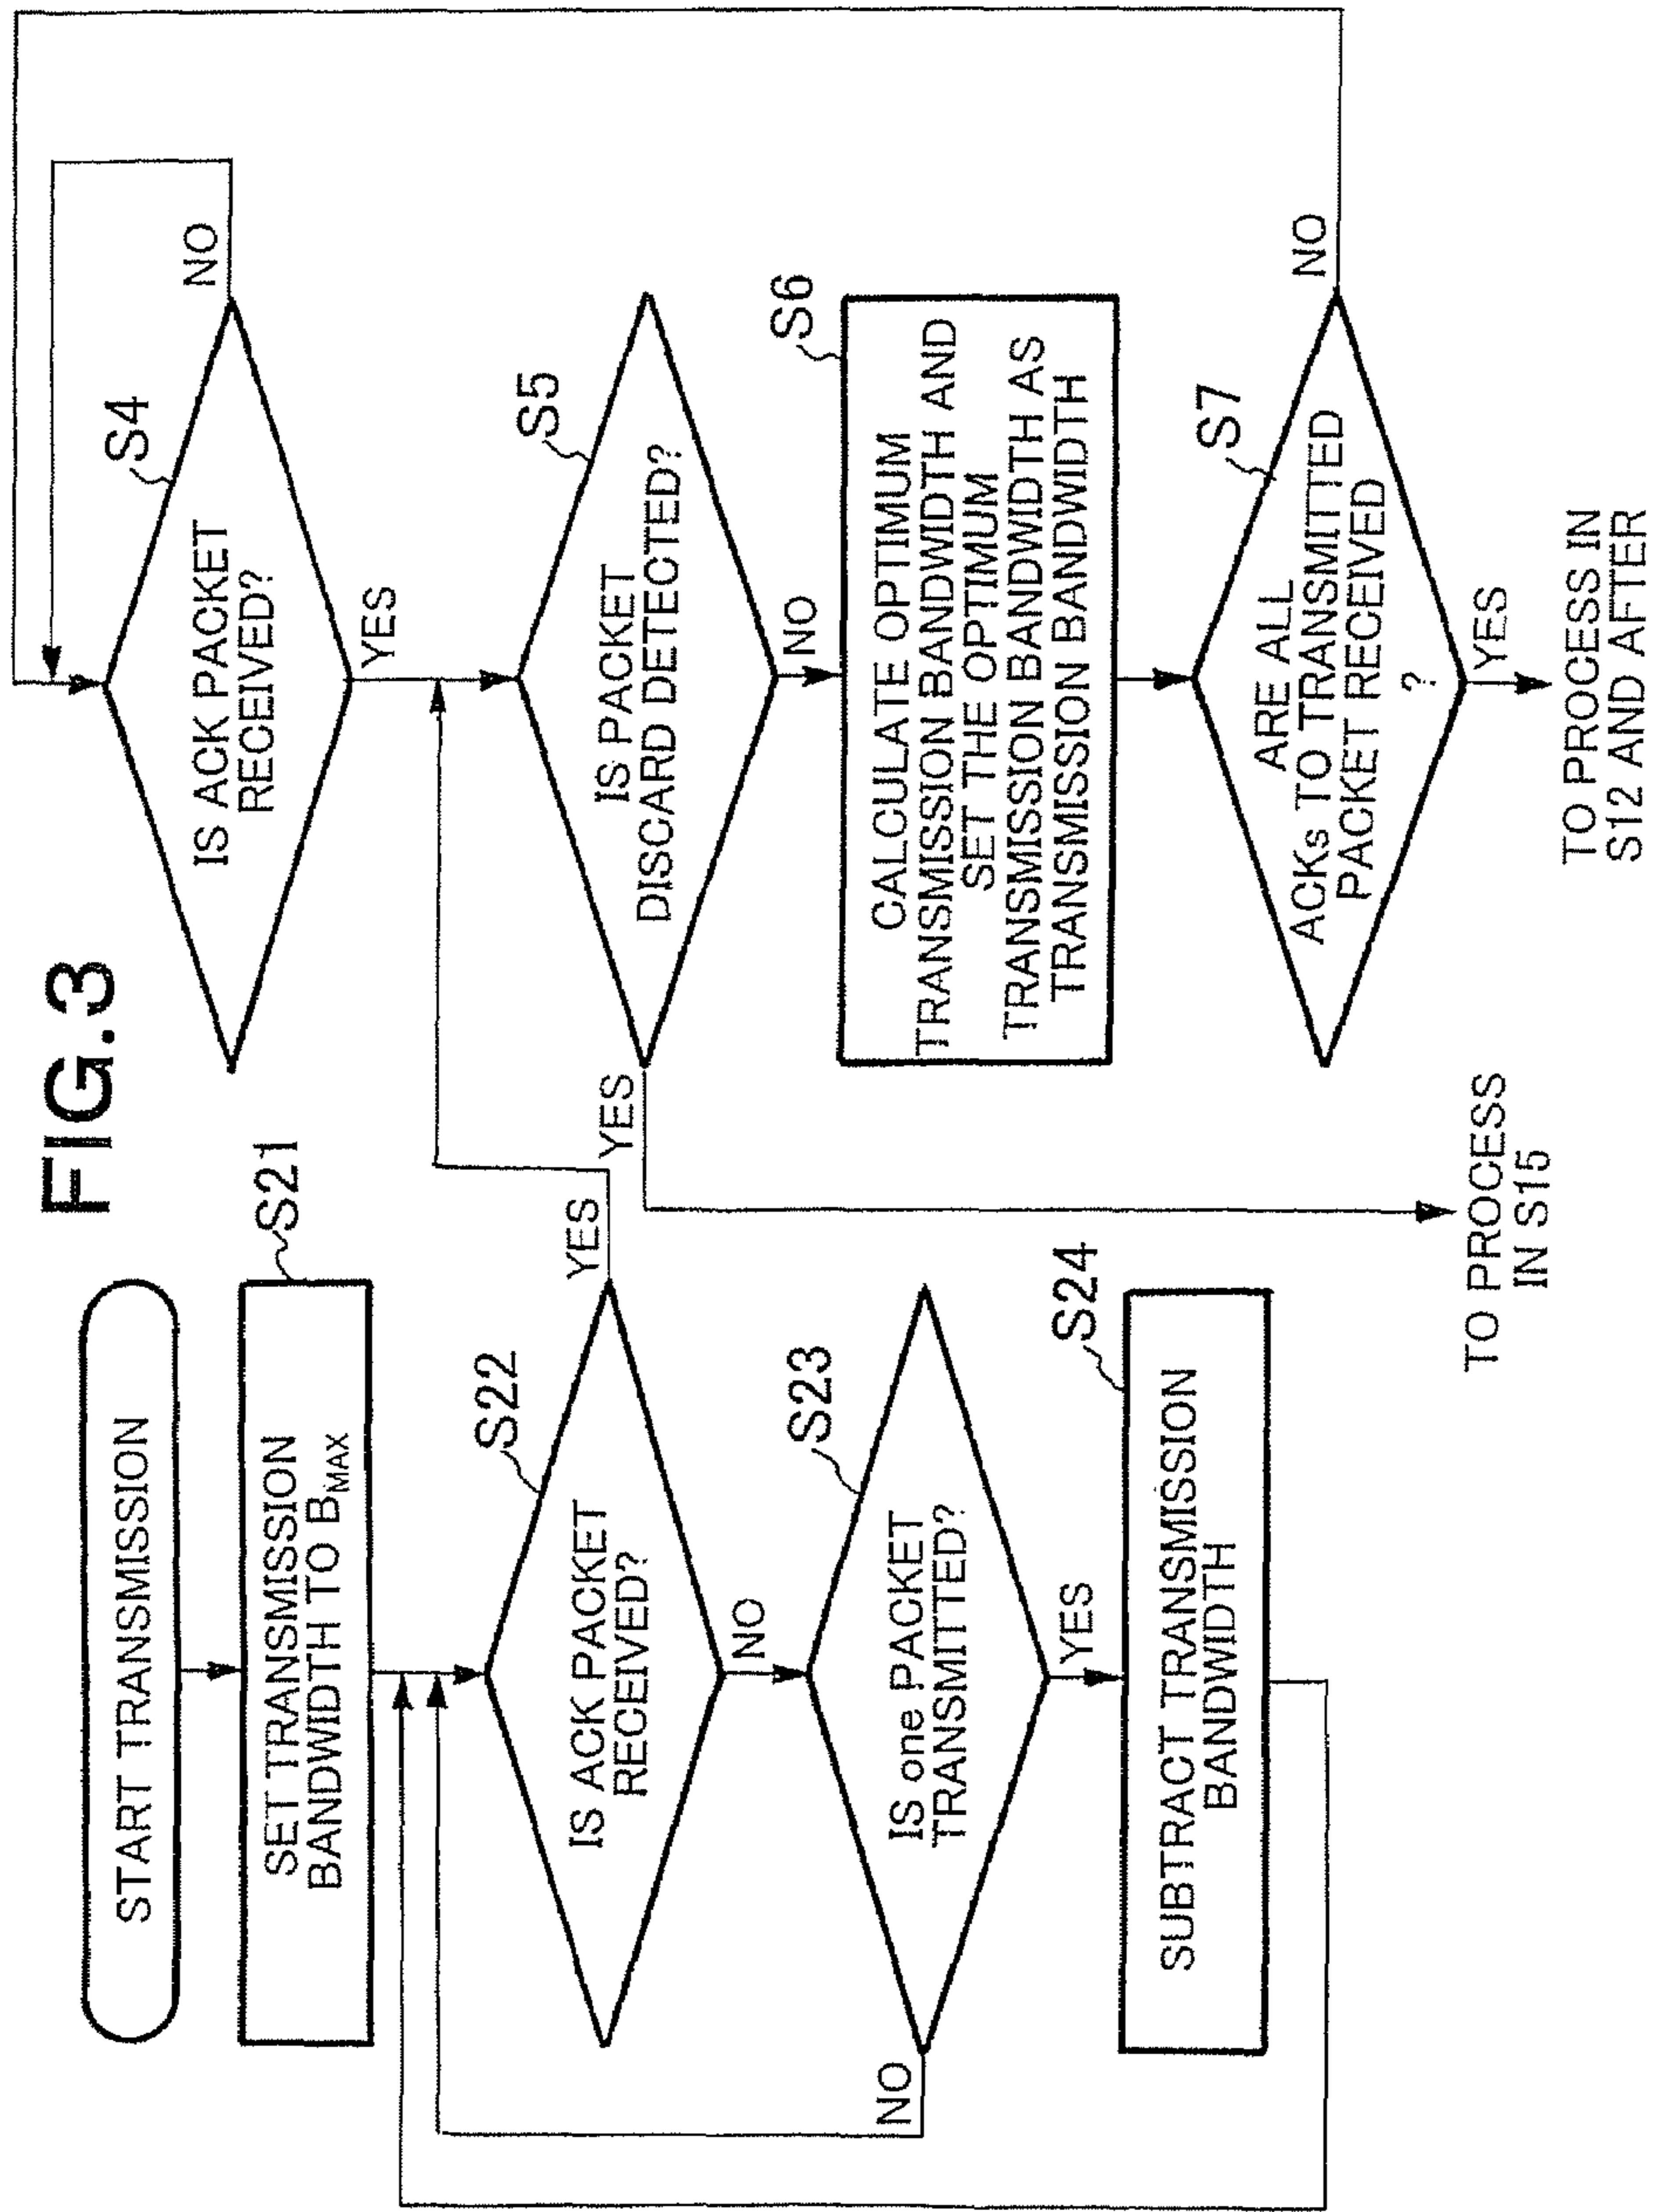 FIG.3
START TRANSMISSION
S21
SET TRANSMISSION
BANDWIDTH TO BMAX
S22
IS ACK PACKET
RECEIVED?
YES
NO
S23
IS one PACKET
TRANSMITTED?
NO
YES
S24
SUBTRACT TRANSMISSION
BANDWIDTH
S4
IS ACK PACKET
RECEIVED?
NO
YES
S5
IS PACKET
DISCARD DETECTED?
YES
NO
TO PROCESS
IN S15
S6
CALCULATE OPTIMUM
TRANSMISSION BANDWIDTH AND
SET THE OPTIMUM
TRANSMISSION BANDWIDTH AS
TRANSMISSION BANDWIDTH
S7
ARE ALL
ACKs TO TRANSMITTED
PACKET RECEIVED
?
NO
YES
TO PROCESS IN
S12 AND AFTER